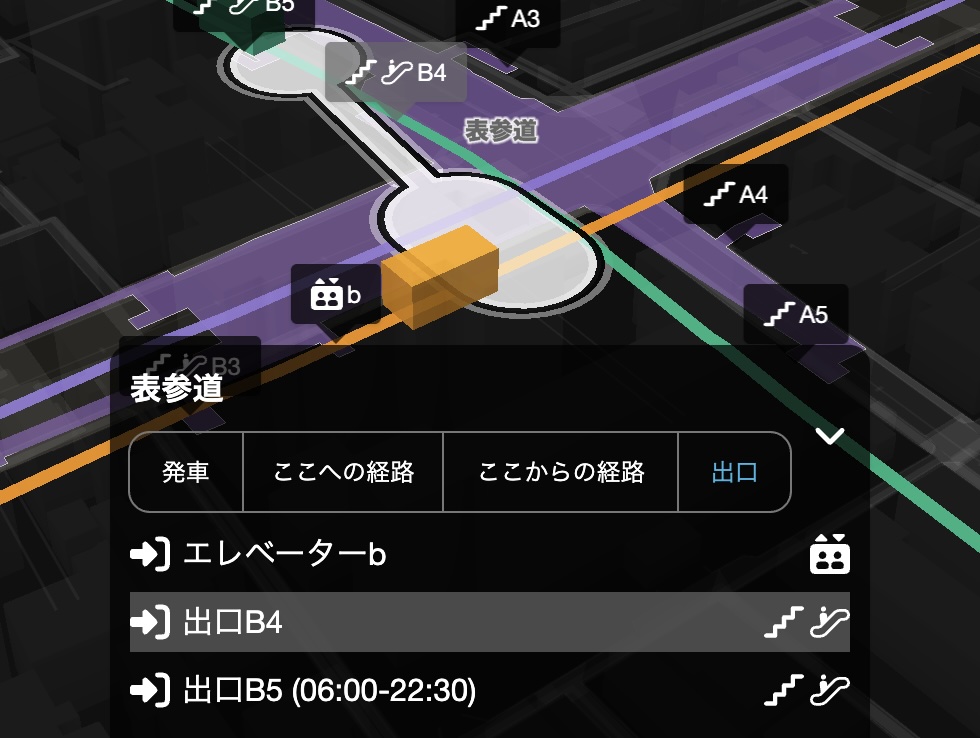 B5
A3
B4
表参道
A4
b
A5
B3
表参道
発車 ここへの経路 ここからの経路 出口
エレベーターb
出口B4
出口B5 (06:00-22:30)